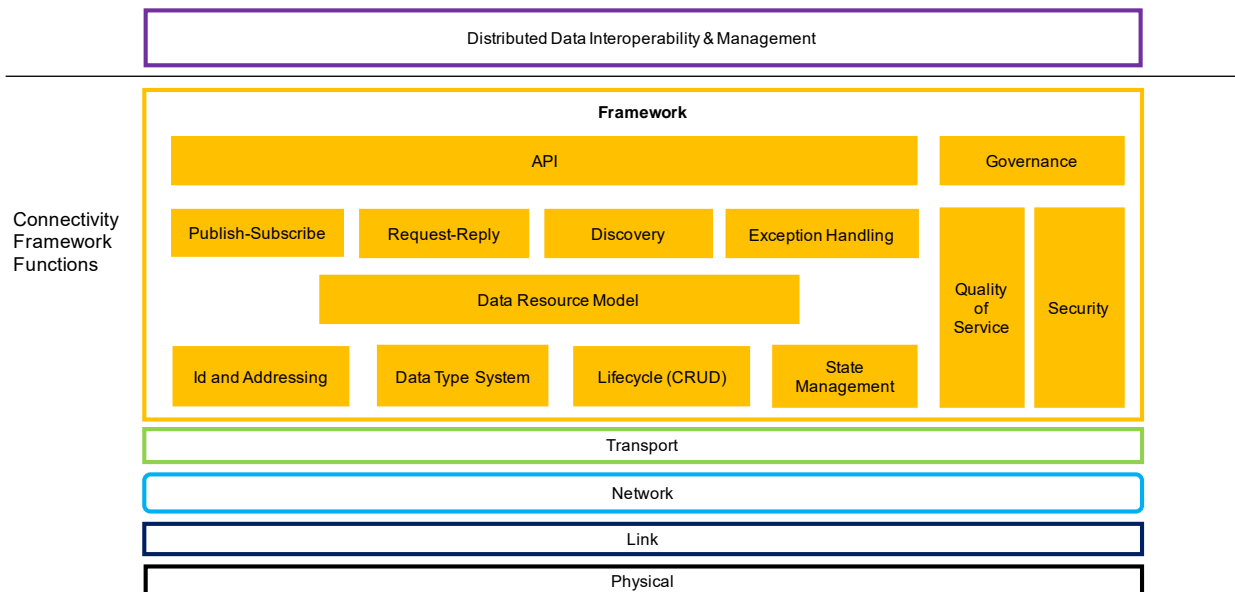 Distributed Data Interoperability & Management
Framework
API
Governance
Connectivity
Framework
Functions
Publish-Subscribe
Request-Reply
Discovery
Exception Handling
Data Resource Model
Quality
of
Service
Security
Id and Addressing
Data Type System
Lifecycle (CRUD)
State
Management
Transport
Network
Link
Physical